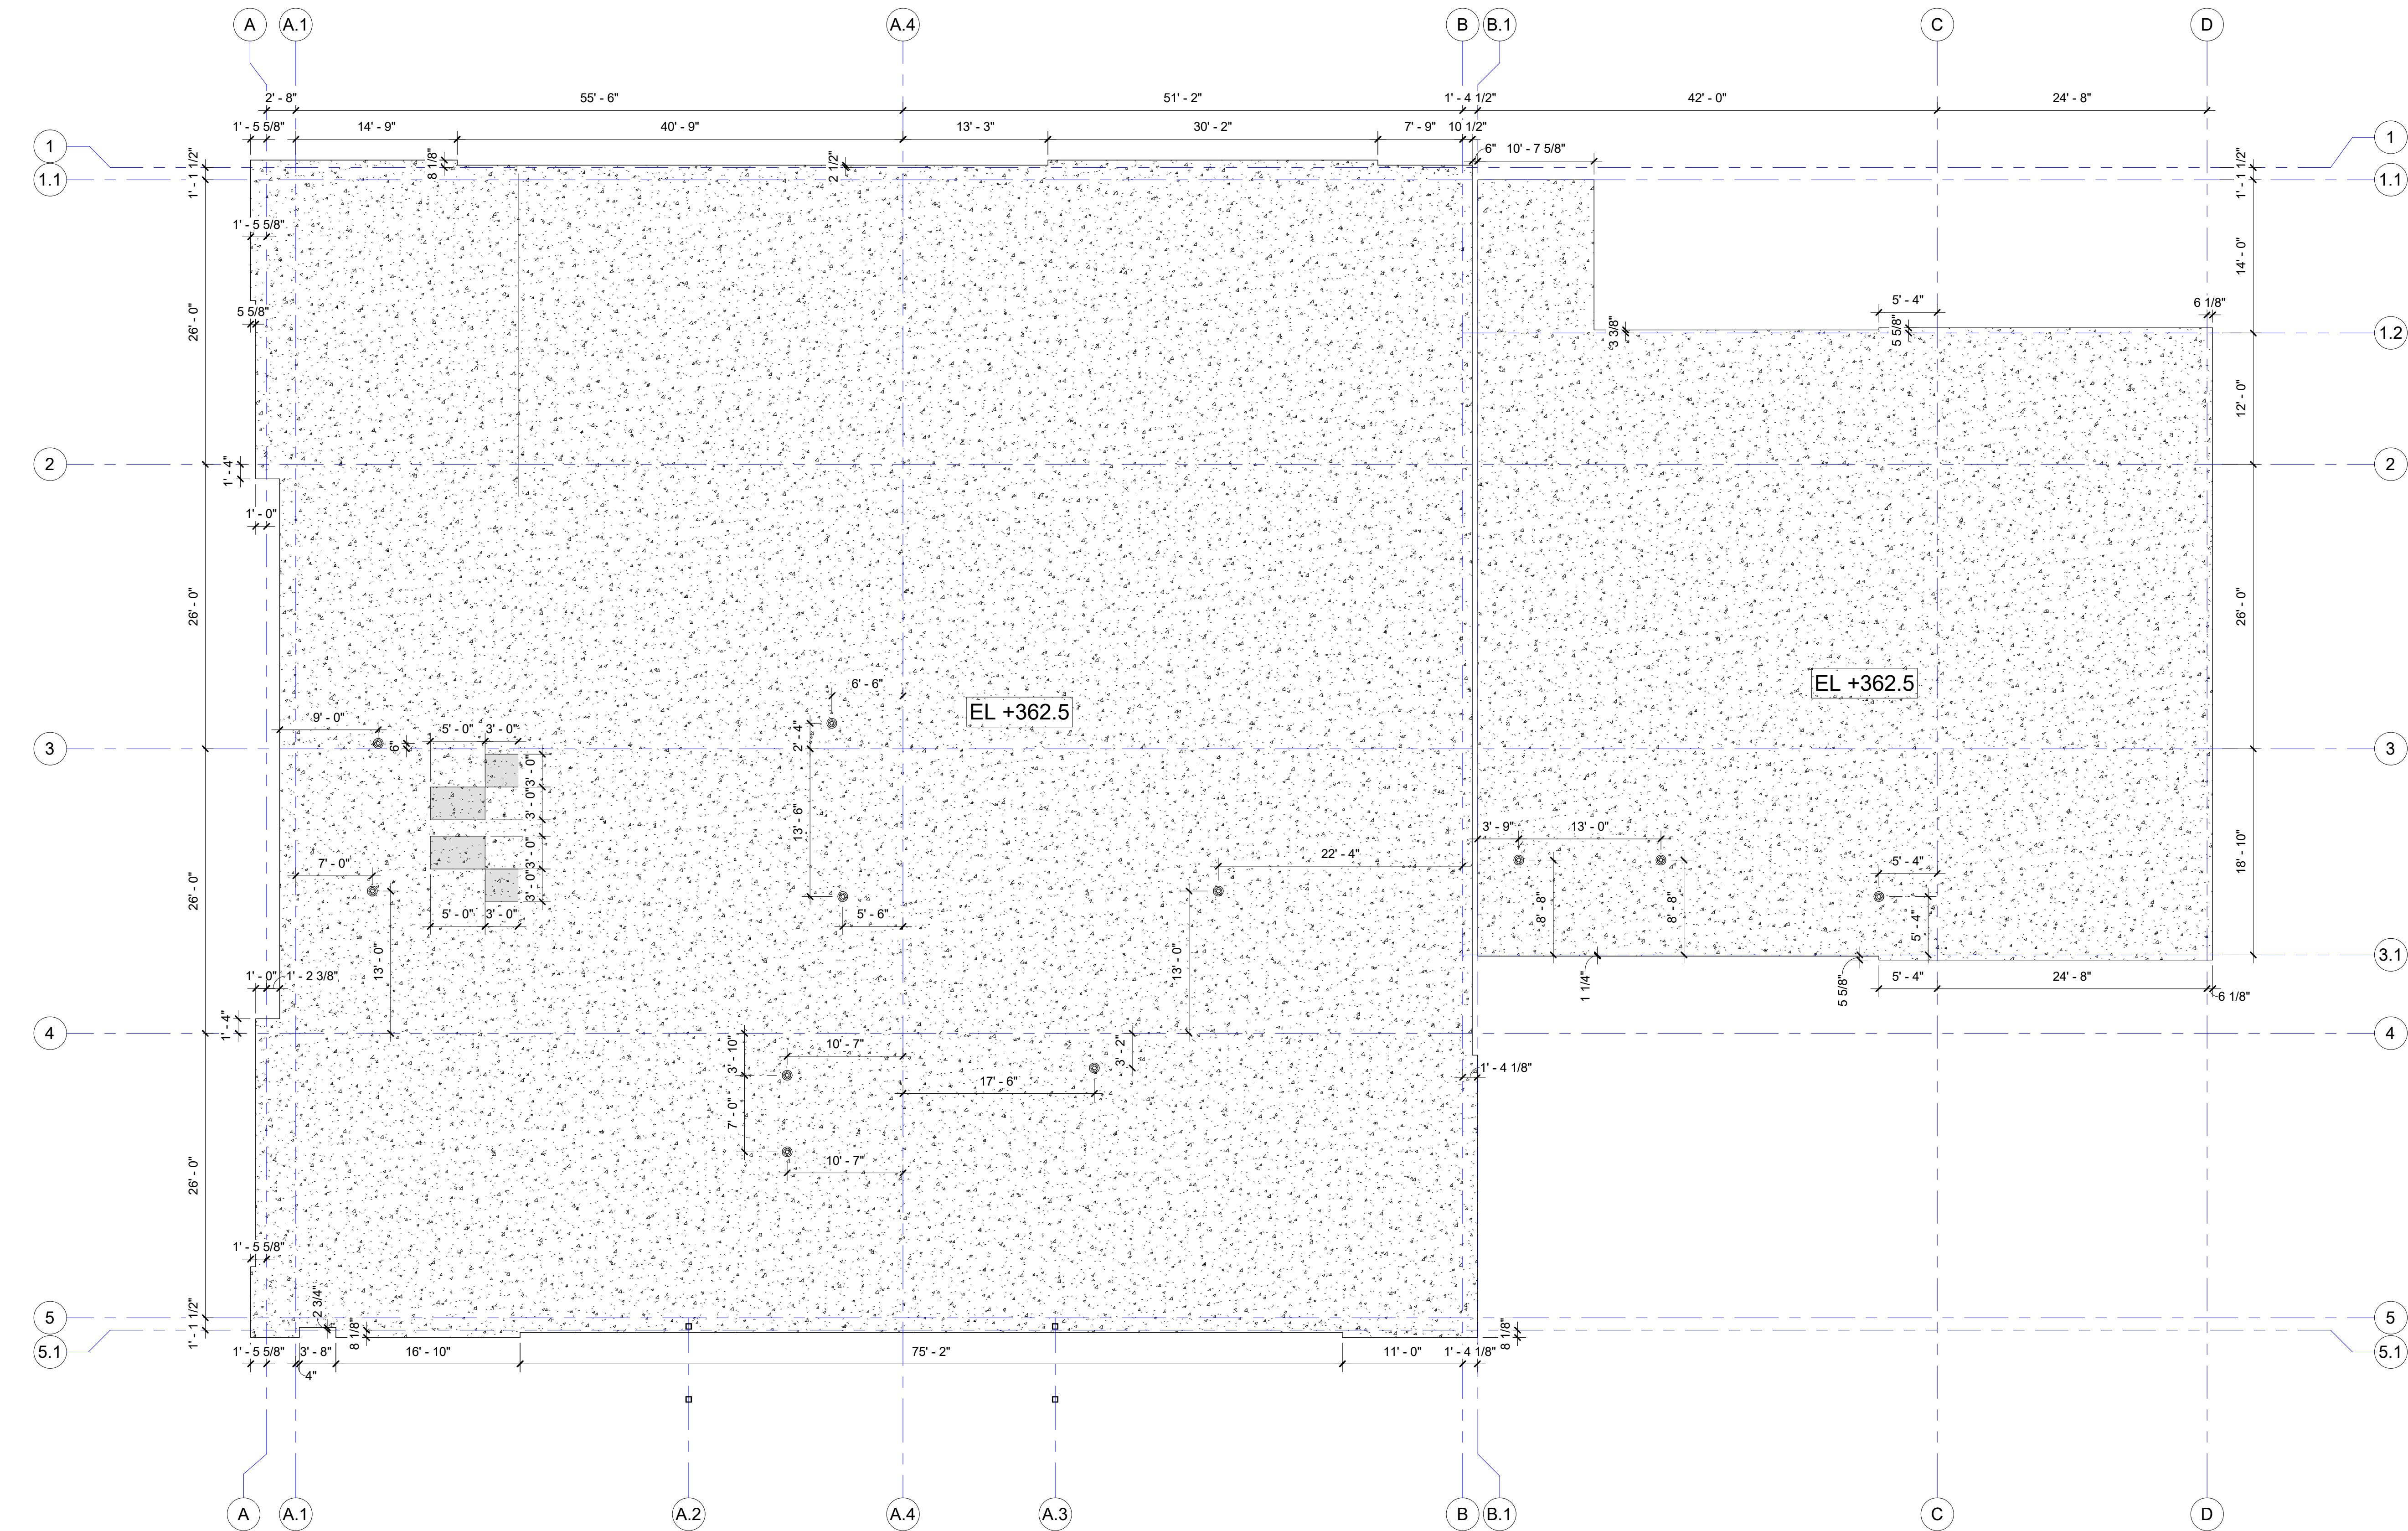 A A.1 A.4 B B.1 C D
2' - 8" 55' - 6" 51' - 2" 1' - 4 1/2" 42' - 0" 24' - 8"
1' - 5 5/8" 14' - 9" 40' - 9" 13' - 3" 30' - 2" 7' - 9" 10 1/2"
1 1
6" 10' - 7 5/8"
1' - 1 1/2" 8 1/8" 2 1/2" 1' - 1 1/2"
1.1 1.1
1' - 5 5/8"
14' - 0"
5' - 4" 6 1/8"
26' - 0" 5 5/8" 3 3/8" 5 5/8" 1.2
12' - 0"
2 1' - 4" 2
1' - 0"
26' - 0" 26' - 0"
6' - 6" EL +362.5
EL +362.5
9' - 0" 5' - 0" 3' - 0" 2' - 4"
3 6" 3
3' - 0"
3' - 0" 13' - 6"
3' - 9" 13' - 0"
3' - 0" 22' - 4" 18' - 10"
7' - 0" 5' - 4"
26' - 0" 3' - 0"
5' - 0" 3' - 0" 5' - 6" 8' - 8" 8' - 8" 5' - 4"
13' - 0" 13' - 0" 3.1
1' - 0" 1' - 2 3/8" 1 1/4" 5 5/8" 5' - 4" 24' - 8"
6 1/8"
4 1' - 4" 4
3' - 10" 10' - 7" 3' - 2"
17' - 6" 1' - 4 1/8"
7' - 0"
10' - 7"
26' - 0"
1' - 5 5/8"
1' - 1 1/2" 2 3/4"
5 5
8 1/8" 8 1/8"
5.1 1' - 5 5/8" 3' - 8" 16' - 10" 75' - 2" 11' - 0" 1' - 4 1/8" 5.1
4"
A A.1 A.2 A.4 A.3 B B.1 C D